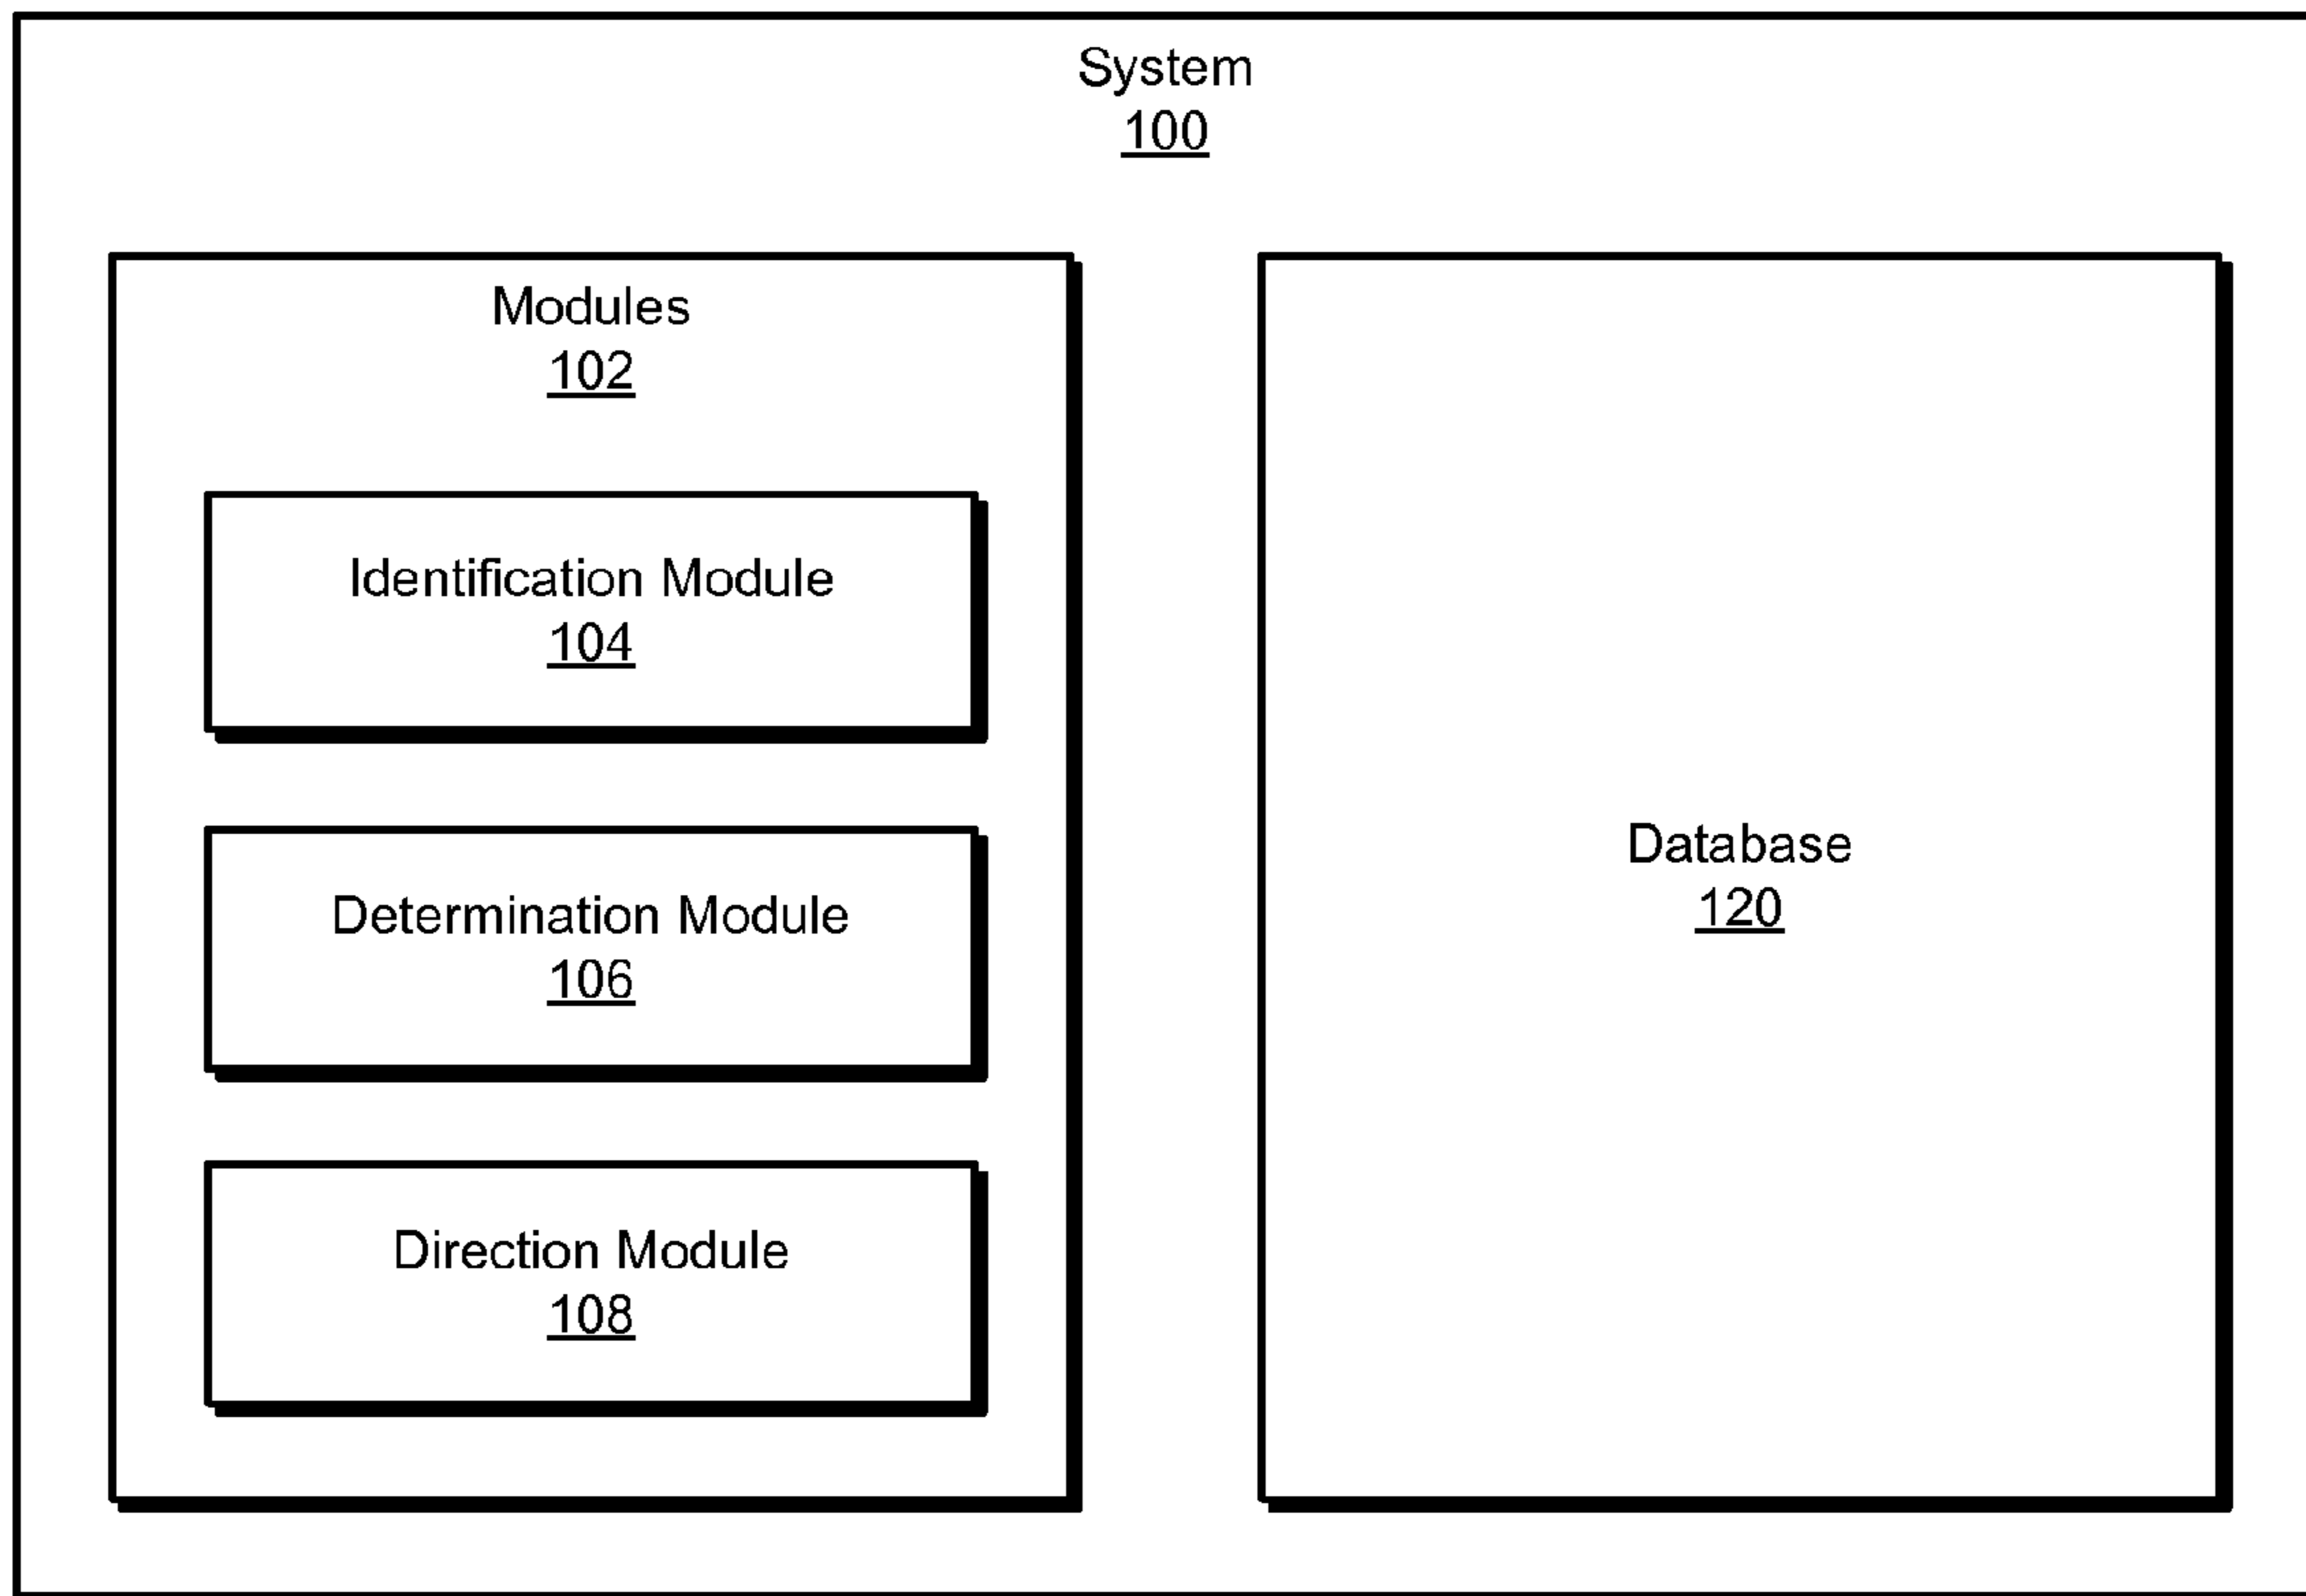 System
100
Modules
102
Identification Module
104
Determination Module
106
Direction Module
108
Database
120